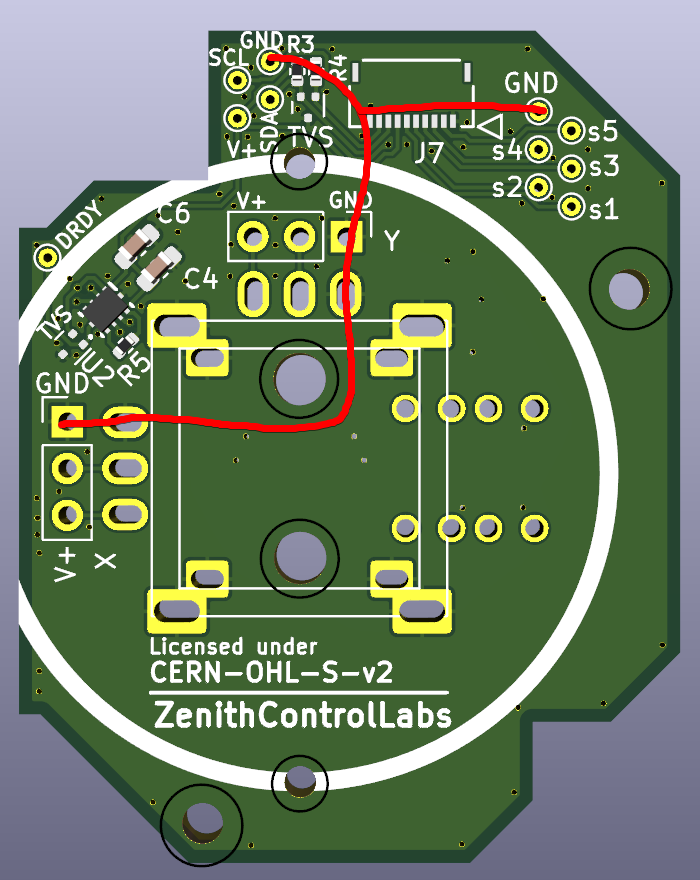 GND R3
SCL
R4
SDA
TVS
V+
J7
GND
s5
s4
s3
s2
s1
V+
GND
Y
DRDY
C6
C4
TVS
IU2
R5
GND
V+
X
Licensed under
CERN-OHL-S-v2
ZenithControlLabs